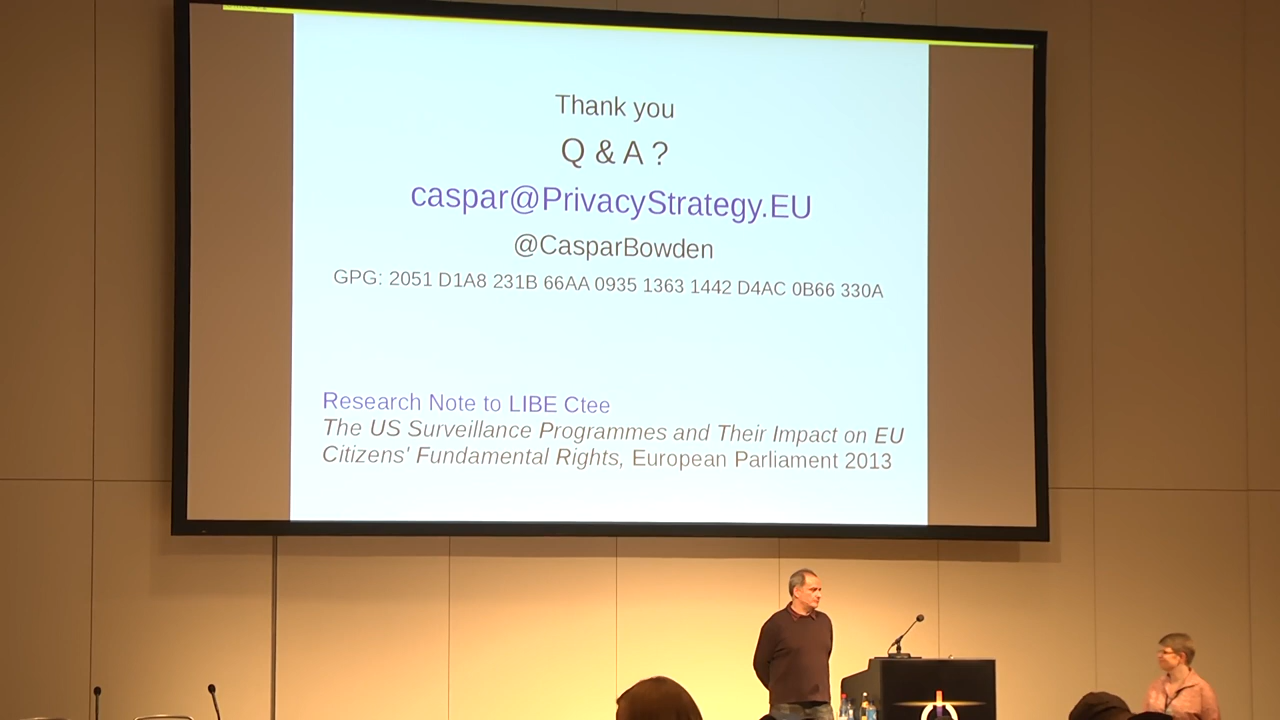 Thank you
Q & A ?
caspar@PrivacyStrategy.EU
@CasparBowden
GPG: 2051 D1A8 231B 66AA 0935 1363 1442 D4AC 0B66 330A
Research Note to LIBE Ctee
The US Surveillance Programmes and Their Impact on EU
Citizens' Fundamental Rights, European Parliament 2013